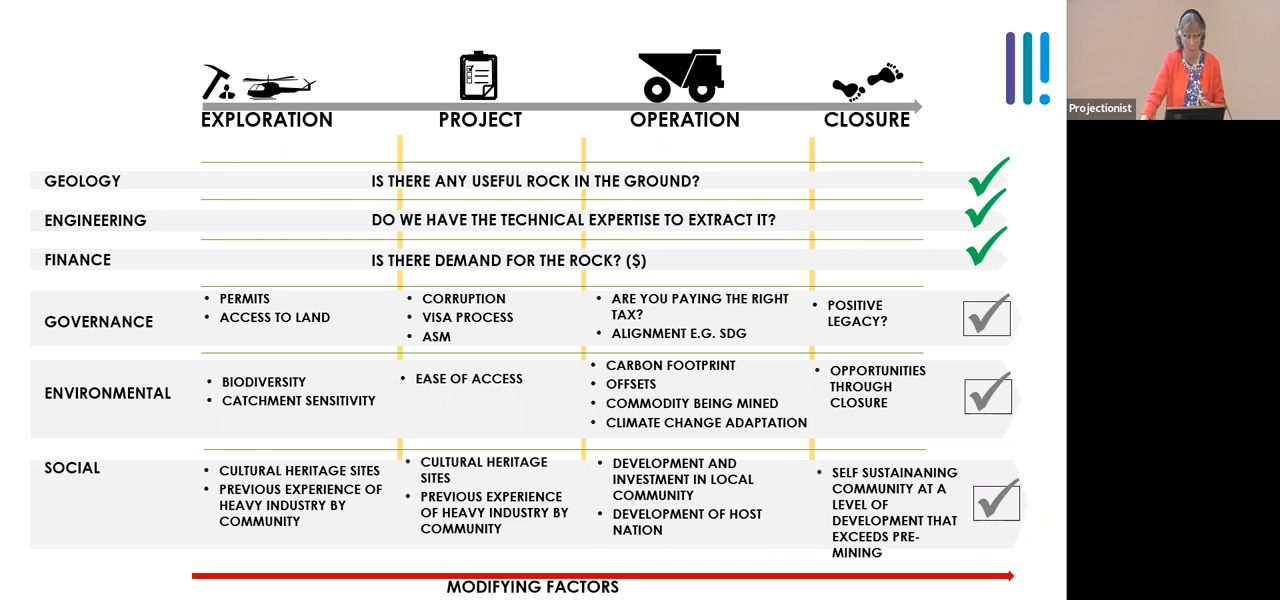 EXPLORATION
PROJECT
OPERATION
CLOSURE
Projectionist
GEOLOGY
IS THERE ANY USEFUL ROCK IN THE GROUND?
ENGINEERING
DO WE HAVE THE TECHNICAL EXPERTISE TO EXTRACT IT?
FINANCE
IS THERE DEMAND FOR THE ROCK? ($)
GOVERNANCE
• PERMITS
• ACCESS TO LAND
• CORRUPTION
• VISA PROCESS
• ASM
• ARE YOU PAYING THE RIGHT
TAX?
• ALIGNMENT E.G. SDG
• POSITIVE
LEGACY?
ENVIRONMENTAL
• BIODIVERSITY
• CATCHMENT SENSITIVITY
• EASE OF ACCESS
• CARBON FOOTPRINT
• OFFSETS
• COMMODITY BEING MINED
• CLIMATE CHANGE ADAPTATION
• OPPORTUNITIES
THROUGH
CLOSURE
SOCIAL
• CULTURAL HERITAGE SITES
• PREVIOUS EXPERIENCE OF
HEAVY INDUSTRY BY
COMMUNITY
• CULTURAL HERITAGE
SITES
• PREVIOUS EXPERIENCE
OF HEAVY INDUSTRY BY
COMMUNITY
• DEVELOPMENT AND
INVESTMENT IN LOCAL
COMMUNITY
• DEVELOPMENT OF HOST
NATION
• SELF SUSTAINANING
COMMUNITY AT A
LEVEL OF
DEVELOPMENT THAT
EXCEEDS PRE-
MINING
MODIFYING FACTORS